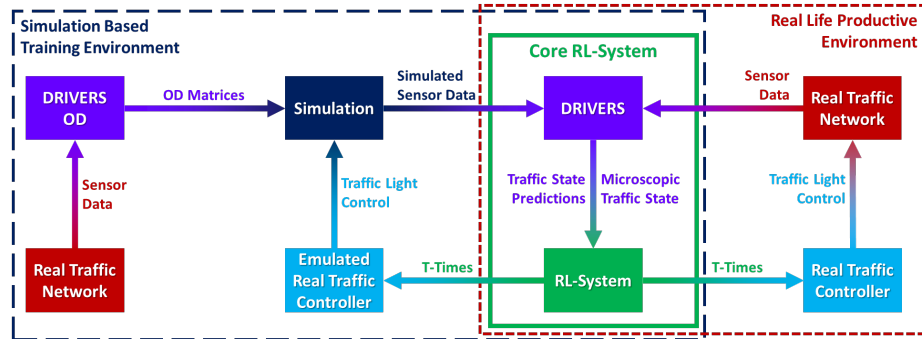 Simulation Based
Training Environment
Real Life Productive
Environment
Core RL-System
DRIVERS
OD
OD Matrices
Simulation
Simulated
Sensor Data
DRIVERS
Sensor
Data
Real Traffic
Network
Sensor
Data
Traffic Light
Control
Traffic State
Predictions
Microscopic
Traffic State
Traffic Light
Control
Real Traffic
Network
Emulated
Real Traffic
Controller
T-Times
RL-System
T-Times
Real Traffic
Controller